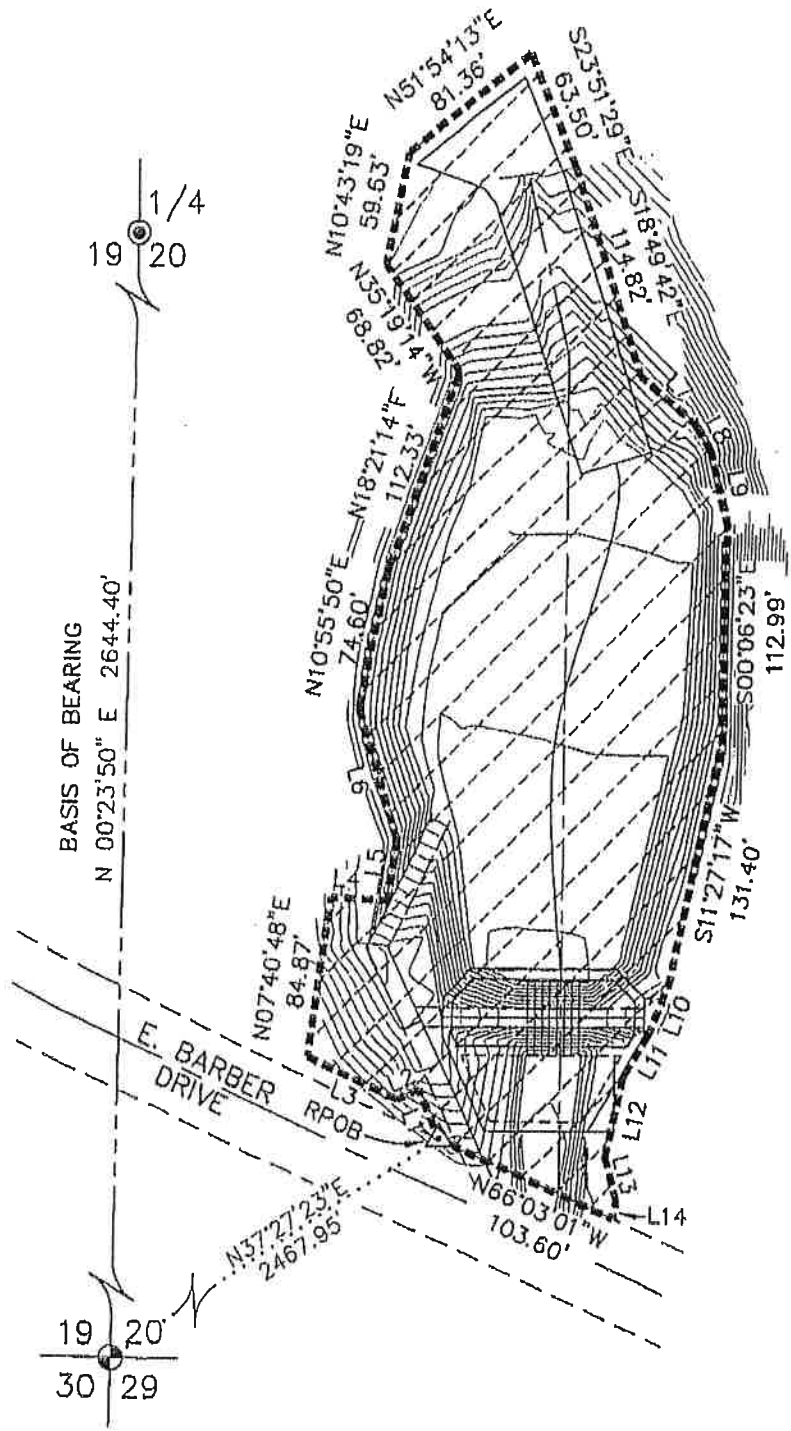 1/4
19 20
BASIS OF BEARING
N 00°23'50" E 2644.40'
N51°54'13"E
81.36'
S23°51'29"E
63.50'
N10°43'19"E
59.63'
N35°19'14"W
68.82'
S18°49'42"E
114.82'
N18°21'14"E
112.33'
N10°55'50"E
74.60'
L8
L9
S00°06'23"E
112.99'
L6
L5
L4
N07°40'48"E
84.87'
S11°27'17"W
131.40'
L10
L11
L12
L13
L14
E. BARBER
DRIVE
L3
RPOB
N66°03'01"W
103.60'
N37°27'23"E
2467.95'
19 20
30 29